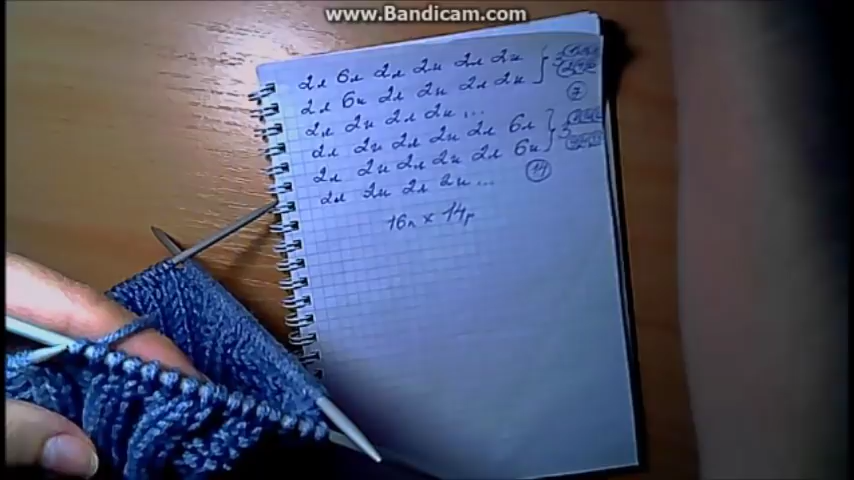 www.Bandicam.com
2л 6л 2л 2и 2л 2и
2л 6и 2л 2и 2л 2и
7
2л 2и 2л 2и ...
2л 2и 2л 2и 2л 6л
2л 2и 2л 2и 2л 6и
14
2л 2и 2л 2и ...
16п х 14р